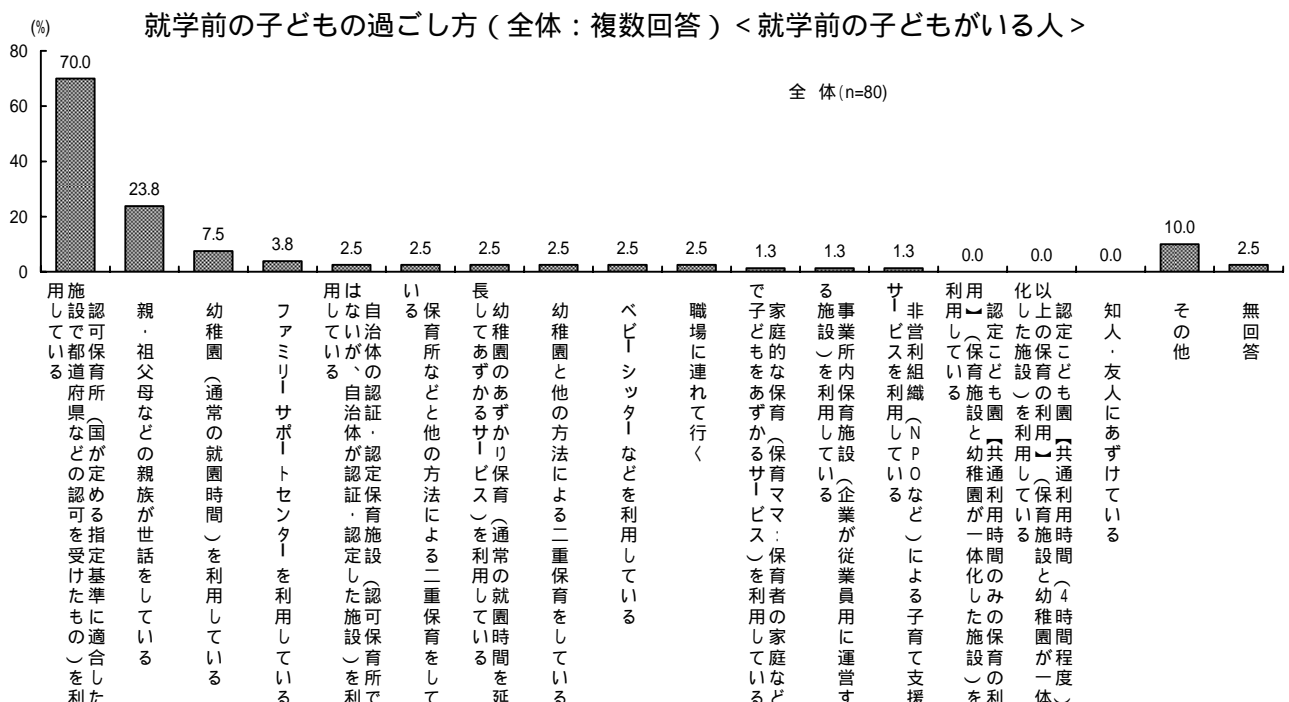 就学前の子どもの過ごし方（全体：複数回答）＜就学前の子どもがいる人＞
(%)
全 体(n=80)
80
60
40
20
0
70.0
23.8
7.5
3.8
2.5
2.5
2.5
2.5
2.5
2.5
1.3
1.3
1.3
0.0
0.0
0.0
10.0
2.5
認可保育所（国が定める指定基準に適合した
施設で都道府県などの認可を受けたもの）を利
用している
親・祖父母などの親族が世話をしている
幼稚園（通常の就園時間）を利用している
ファミリーサポートセンターを利用している
自治体の認証・認定保育施設（認可保育所で
はないが、自治体が認証・認定した施設）を利
用している
保育所などと他の方法による二重保育をして
いる
幼稚園のあずかり保育（通常の就園時間を延
長してあずかるサービス）を利用している
幼稚園と他の方法による二重保育をしている
ベビーシッターなどを利用している
職場に連れて行く
家庭的な保育（保育ママ：保育者の家庭など
で子どもをあずかるサービス）を利用している
事業所内保育施設（企業が従業員用に運営す
る施設）を利用している
非営利組織（NPOなど）による子育て支援
サービスを利用している
認定こども園【共通利用時間のみの保育の利
用】（保育施設と幼稚園が一体化した施設）を
利用している
認定こども園【共通利用時間（4時間程度）
以上の保育の利用】（保育施設と幼稚園が一体
化した施設）を利用している
知人・友人にあずけている
その他
無回答